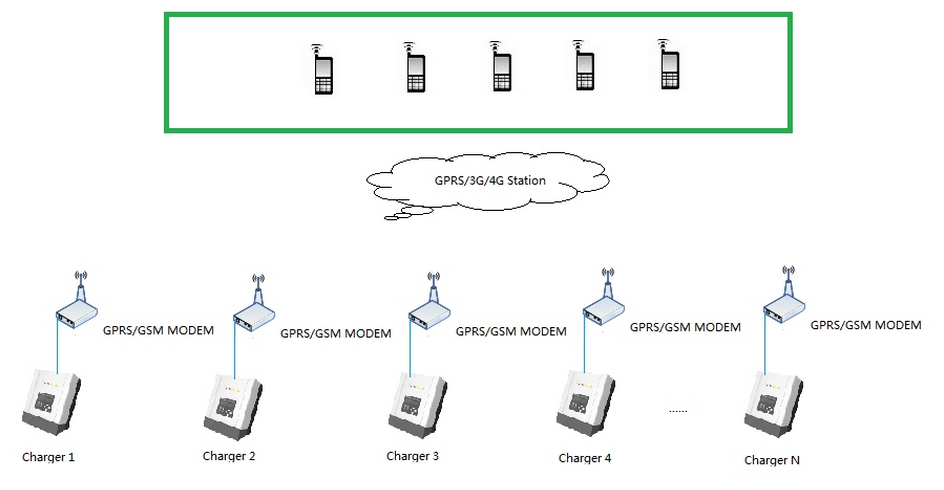 GPRS/3G/4G Station
GPRS/GSM MODEM
GPRS/GSM MODEM
GPRS/GSM MODEM
GPRS/GSM MODEM
GPRS/GSM MODEM
......
Charger 1
Charger 2
Charger 3
Charger 4
Charger N